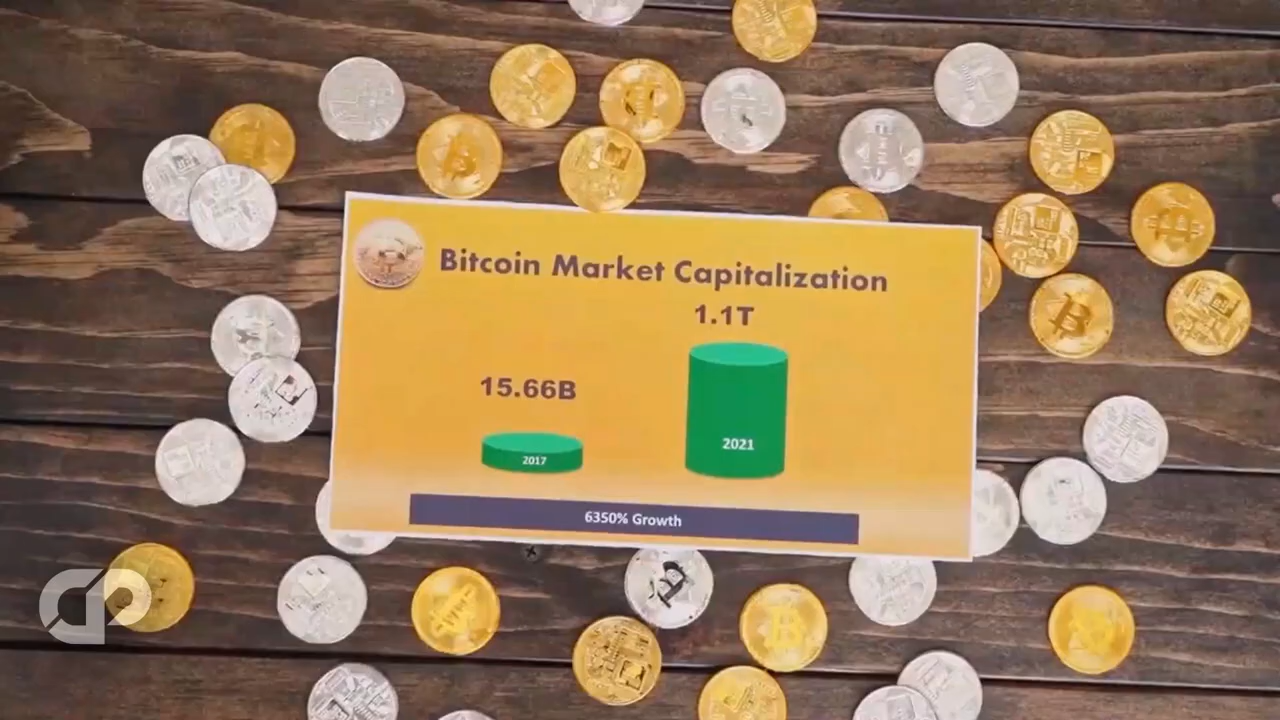 Bitcoin Market Capitalization
1.1T
15.66B
2017
2021
6350% Growth